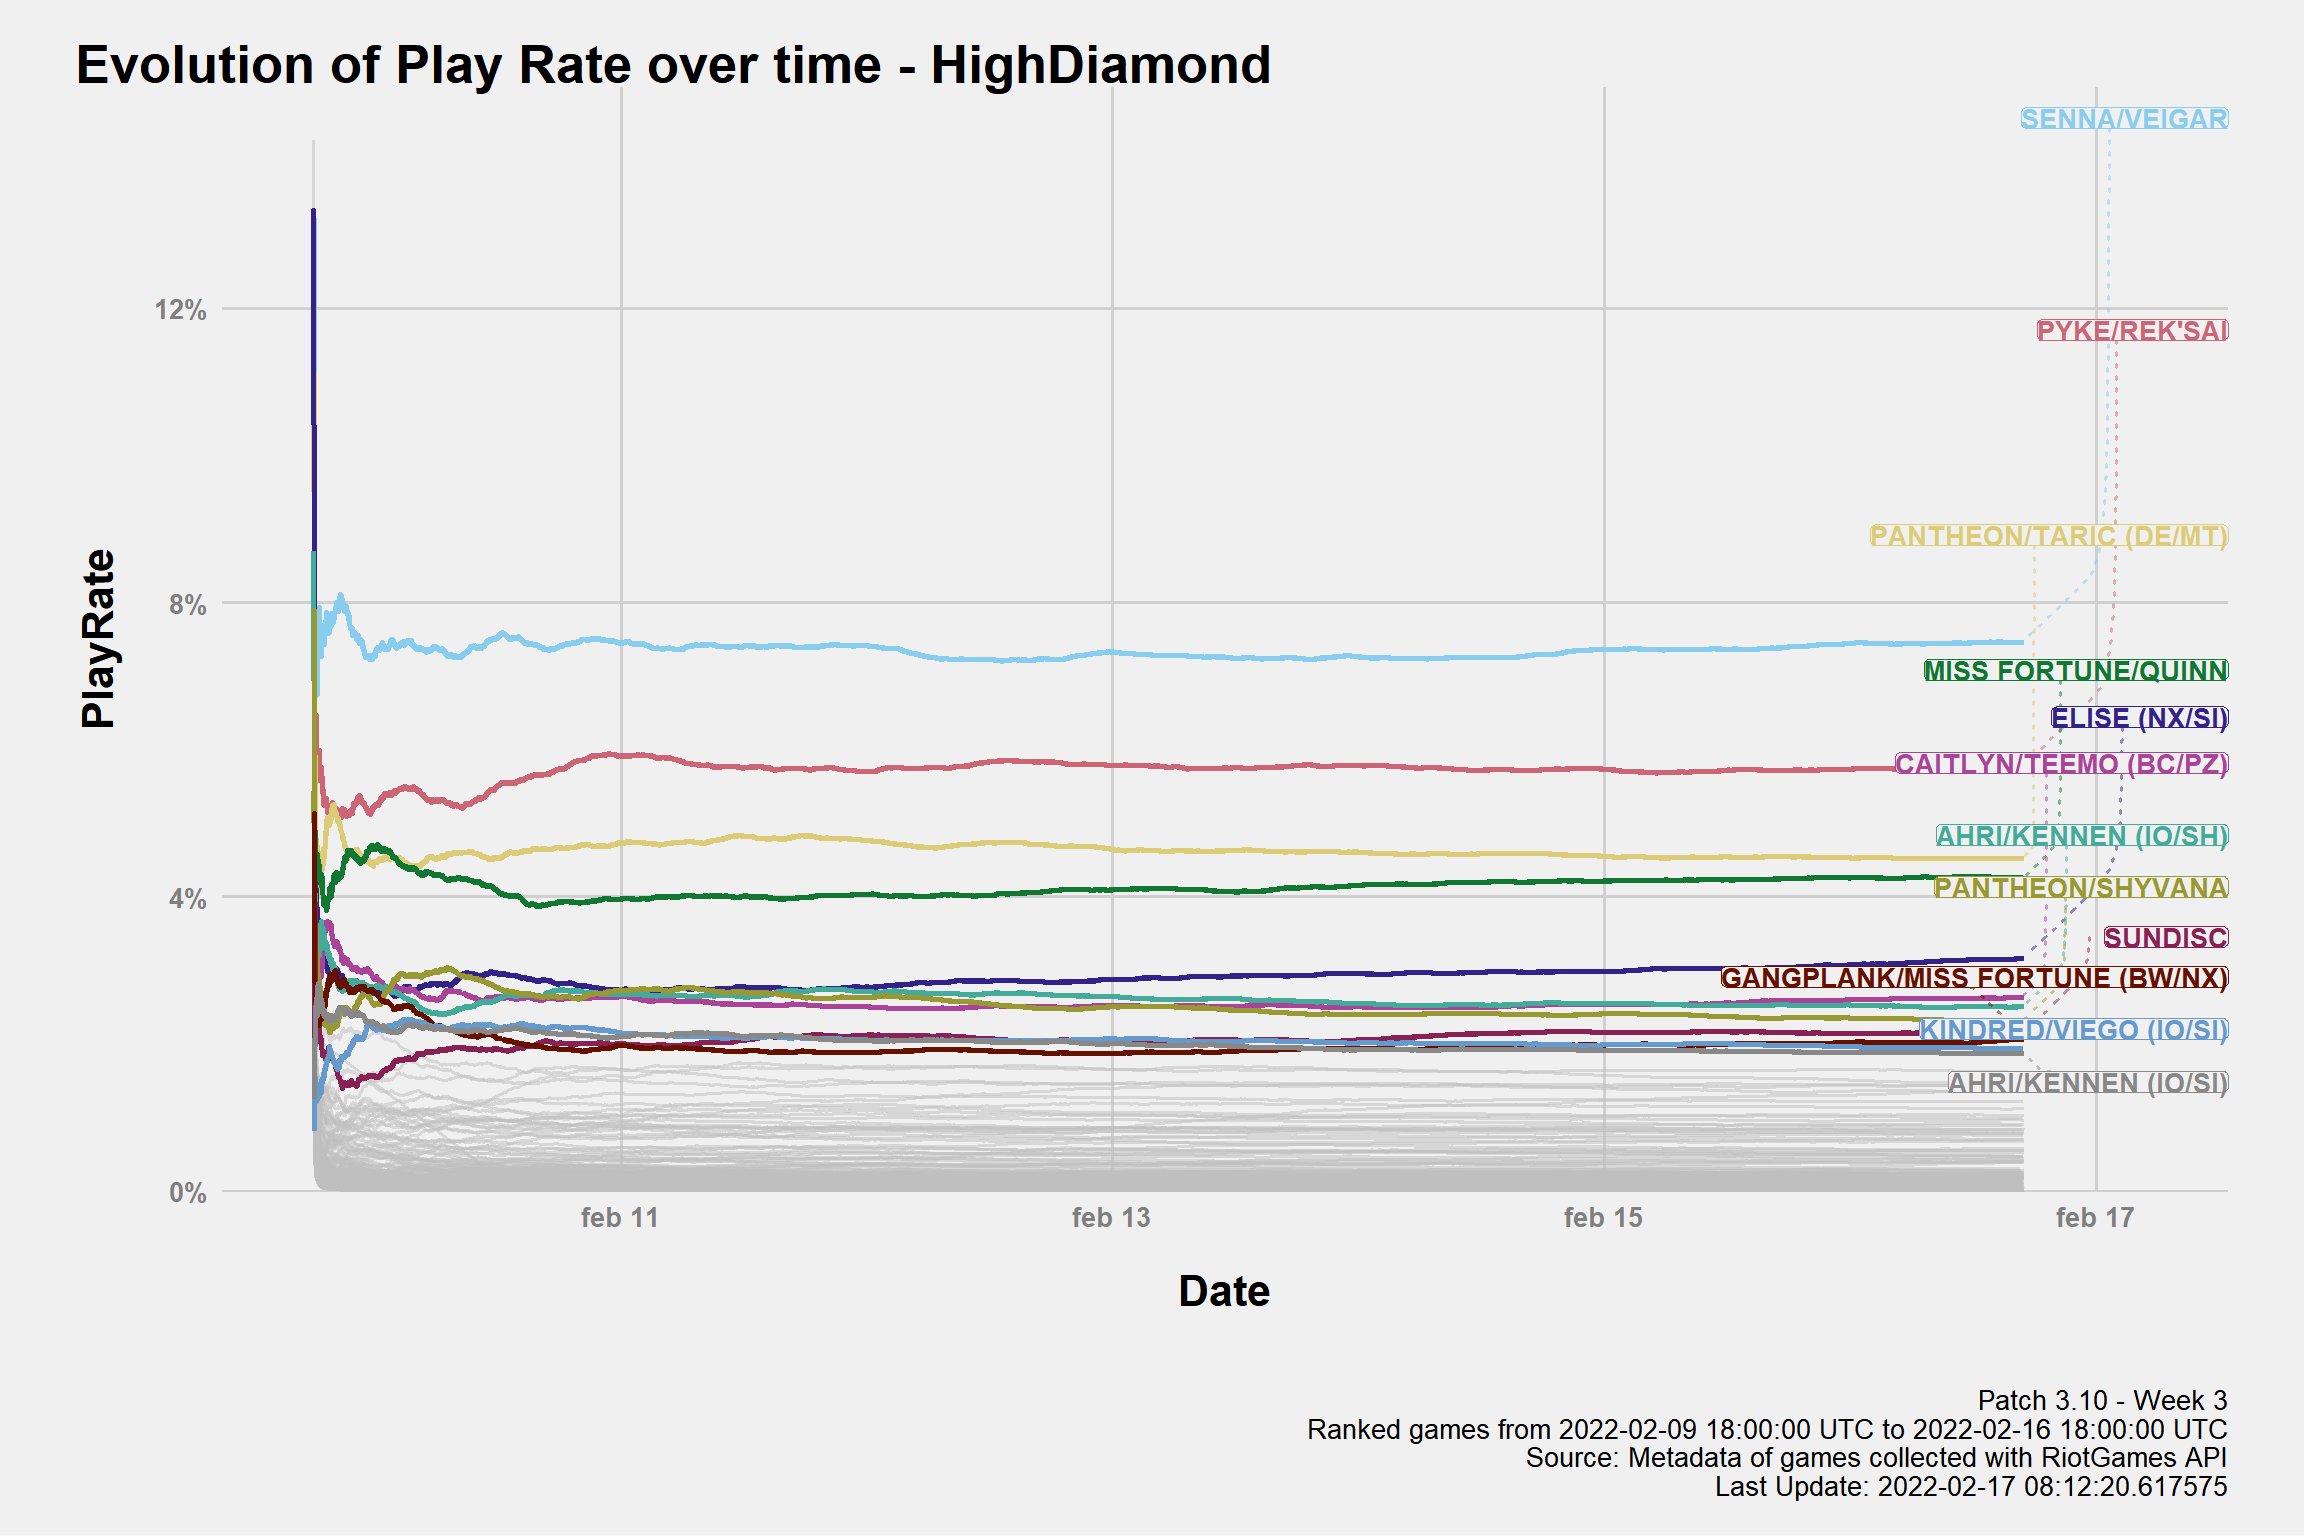 Evolution of Play Rate over time - HighDiamond
SENNA/VEIGAR
12%
PYKE/REK'SAI
PANTHEON/TARIC (DE/MT)
8%
MISS FORTUNE/QUINN
ELISE (NX/SI)
CAITLYN/TEEMO (BC/PZ)
AHRI/KENNEN (IO/SH)
PANTHEON/SHYVANA
4%
SUNDISC
GANGPLANK/MISS FORTUNE (BW/NX)
KINDRED/VIEGO (IO/SI)
AHRI/KENNEN (IO/SI)
0%
PlayRate
feb 11
feb 13
feb 15
feb 17
Date
Patch 3.10 - Week 3
Ranked games from 2022-02-09 18:00:00 UTC to 2022-02-16 18:00:00 UTC
Source: Metadata of games collected with RiotGames API
Last Update: 2022-02-17 08:12:20.617575